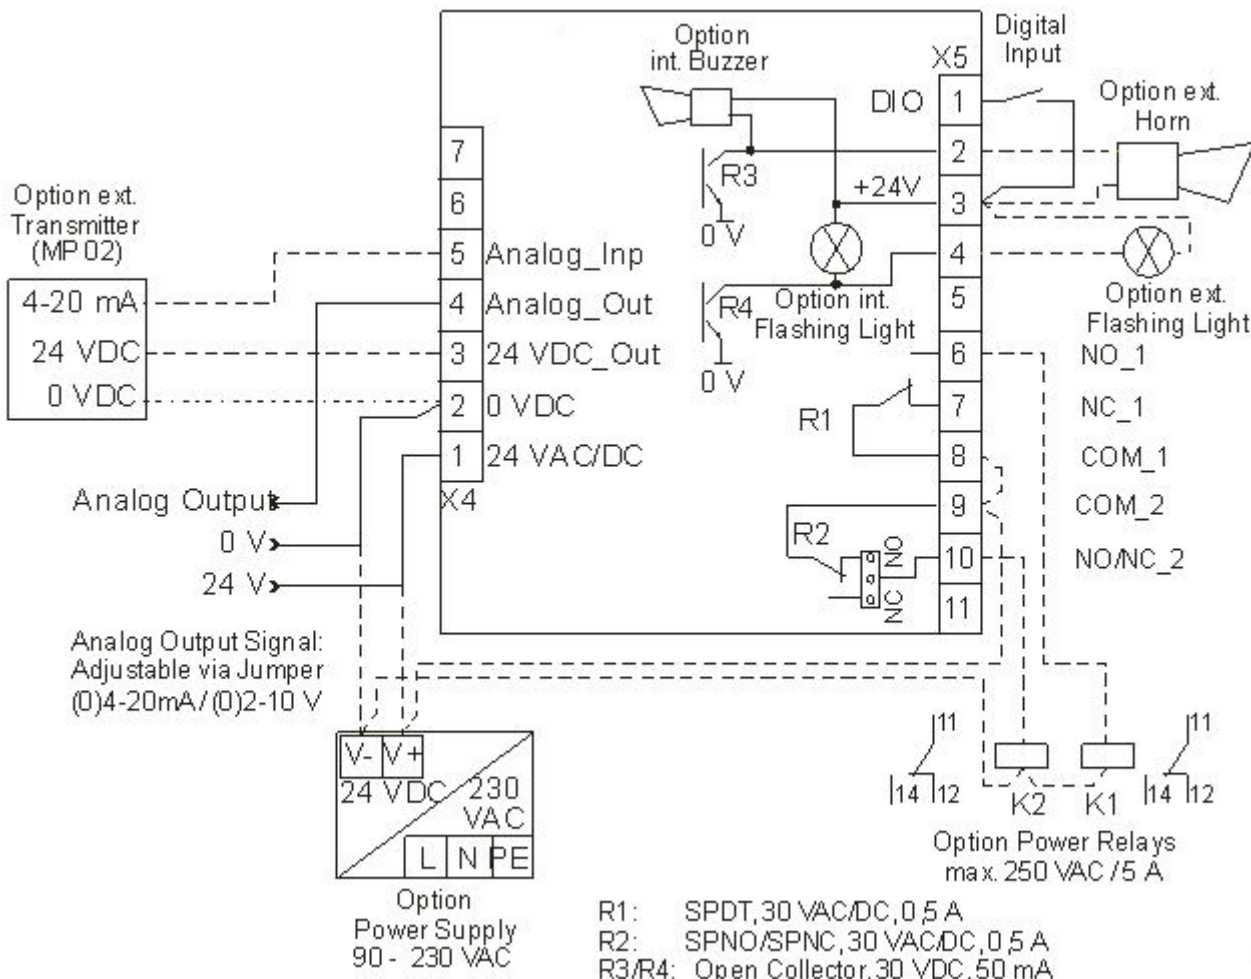 Option
int. Buzzer
Digital
Input
X5
DIO
1
Option ext.
Horn
7
2
R3
Option ext.
Transmitter
(MP02)
6
+24V
3
0 V
5
Analog_Inp
4
4-20 mA
4
Analog_Out
R4
Option int.
Flashing Light
5
Option ext.
Flashing Light
24 VDC
3
24 VDC_Out
6
NO_1
0 V
0 VDC
2
0 VDC
R1
7
NC_1
1
24 VAC/DC
8
COM_1
Analog Output
X4
9
COM_2
0 V
R2
NO
10
NO/NC_2
24 V
NC
11
Analog Output Signal:
Adjustable via Jumper
(0)4-20mA/(0)2-10 V
V-
V+
24 VDC
230
VAC
L
N
PE
11
14
12
K2
K1
11
14
12
Option Power Relays
max. 250 VAC/5 A
Option
Power Supply
90 - 230 VAC
R1: SPDT, 30 VAC/DC, 0,5 A
R2: SPNO/SPNC, 30 VAC/DC, 0,5 A
R3/R4: Open Collector, 30 VDC, 50 mA